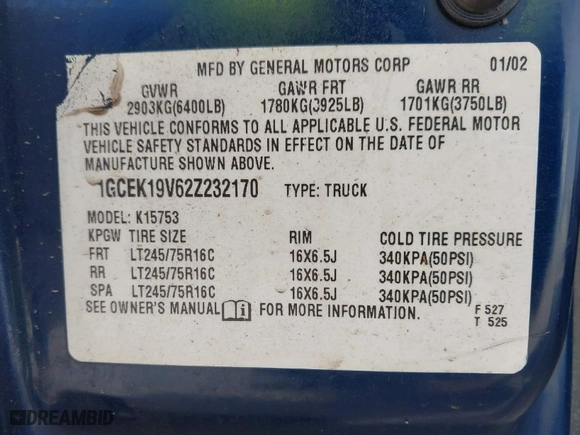 MFD BY GENERAL MOTORS CORP 01/02
GVWR GAWR FRT GAWR RR
2903KG(6400LB) 1780KG(3925LB) 1701KG(3750LB)
THIS VEHICLE CONFORMS TO ALL APPLICABLE U.S. FEDERAL MOTOR
VEHICLE SAFETY STANDARDS IN EFFECT ON THE DATE OF
MANUFACTURE SHOWN ABOVE.
1GCEK19V62Z232170 TYPE: TRUCK
MODEL: K15753
KPGW TIRE SIZE RIM COLD TIRE PRESSURE
FRT LT245/75R16C 16X6.5J 340KPA(50PSI)
RR LT245/75R16C 16X6.5J 340KPA(50PSI)
SPA LT245/75R16C 16X6.5J 340KPA(50PSI)
SEE OWNER'S MANUAL i FOR MORE INFORMATION.
F 527
T 525
DREAMBID